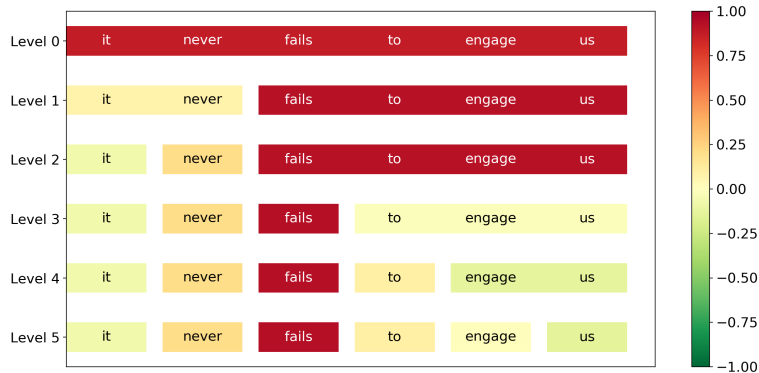 Level 0 it never fails to engage us
Level 1 it never fails to engage us
Level 2 it never fails to engage us
Level 3 it never fails to engage us
Level 4 it never fails to engage us
Level 5 it never fails to engage us
1.00
0.75
0.50
0.25
0.00
−0.25
−0.50
−0.75
−1.00